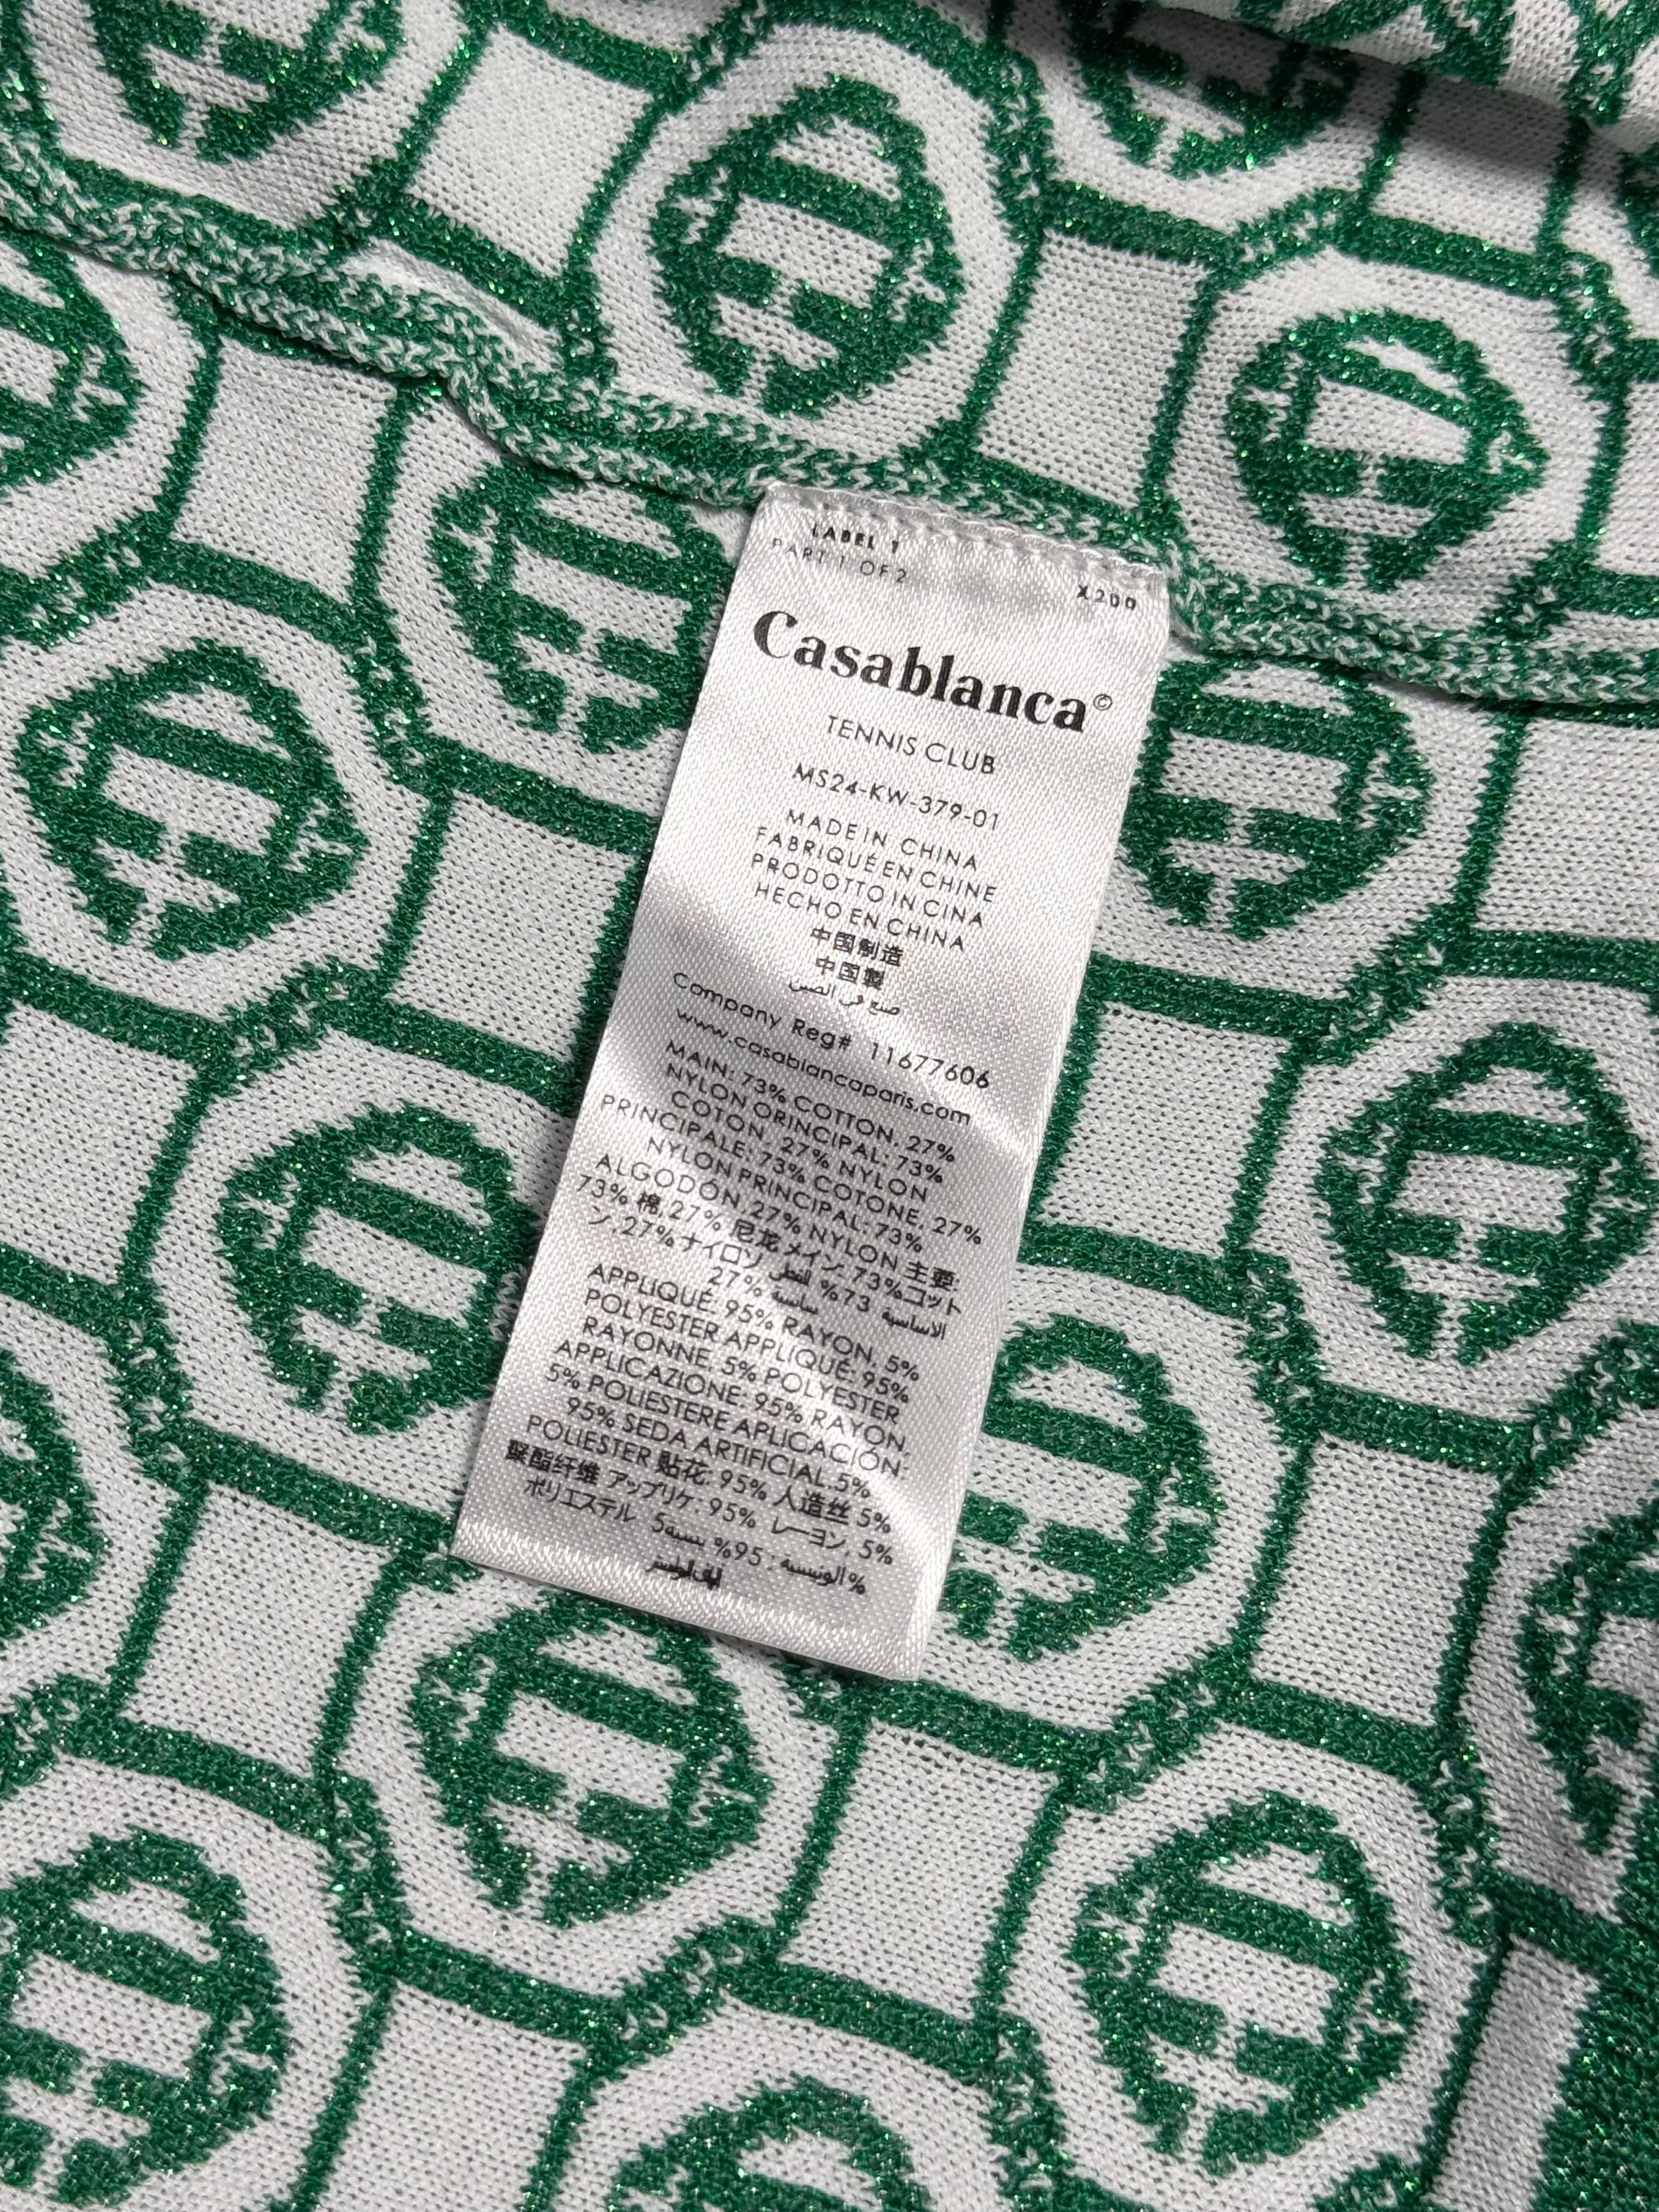 LABEL 1
PART 1 OF 2
X200
Casablanca©
TENNIS CLUB
MS24-KW-379-01
MADE IN CHINA
FABRIQUÉ EN CHINE
PRODOTTO IN CINA
HECHO EN CHINA
中国制造
中国製
صنع في الصين
Company Reg# 11677606
www.casablancaparis.com
MAIN: 73% COTTON, 27%
NYLON ORINCIPAL: 73%
COTON, 27% NYLON
PRINCIPALE: 73% COTONE, 27%
NYLON PRINCIPAL: 73%
ALGODÓN, 27% NYLON 主要:
73% 棉, 27% 尼龙 メイン: 73%コット
ン, 27% ナイロン الاساسية 73% القطن
27%
APPLIQUÉ: 95% RAYON, 5%
POLYESTER APPLIQUÉ: 95%
RAYONNE, 5% POLYESTER
APPLICAZIONE: 95% RAYON,
5% POLIESTERE APLICACIÓN:
95% SEDA ARTIFICIAL, 5%
POLIESTER 贴花: 95% 人造丝 5%
聚酯纤维 アップリケ: 95% レーヨン, 5%
ポリエステル